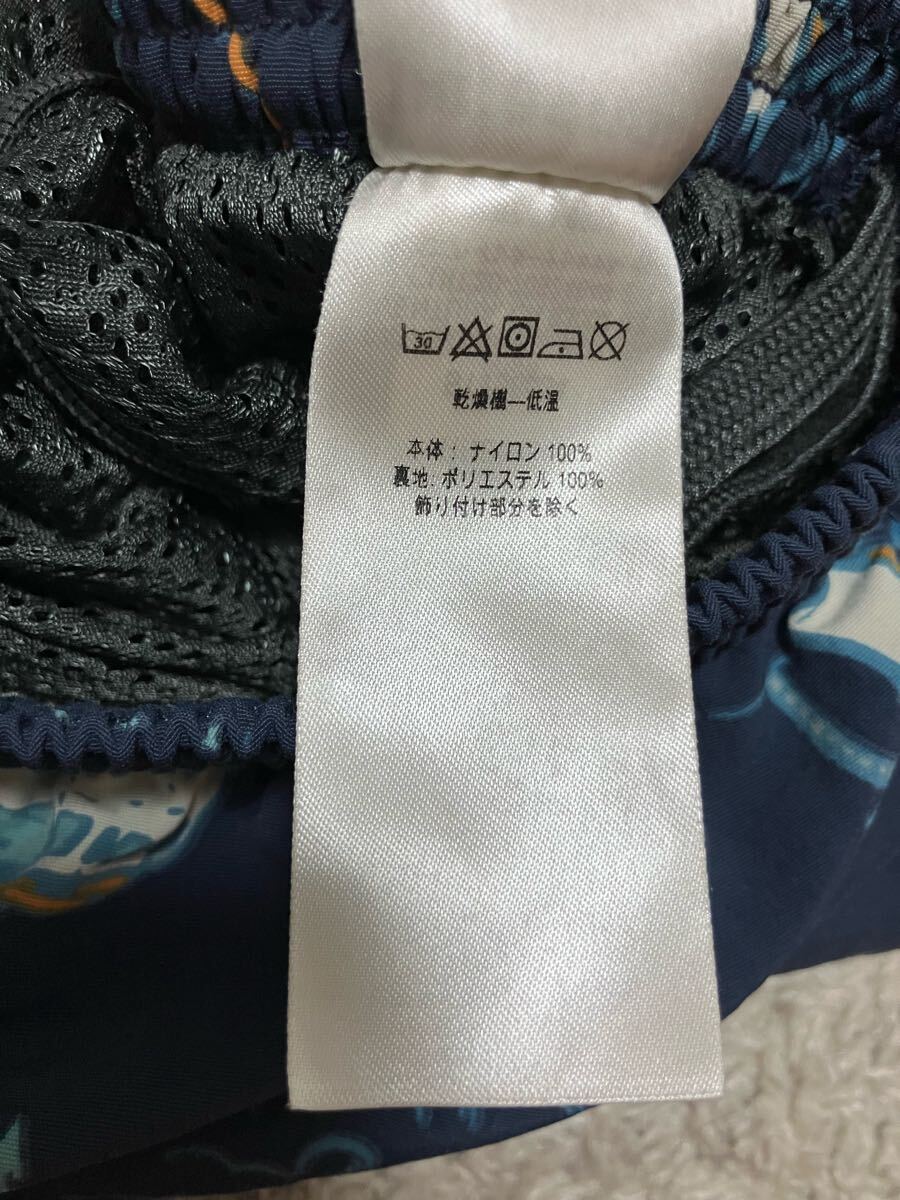 30
乾燥樹—低温
本体: ナイロン 100%
裏地: ポリエステル 100%
飾り付け部分を除く